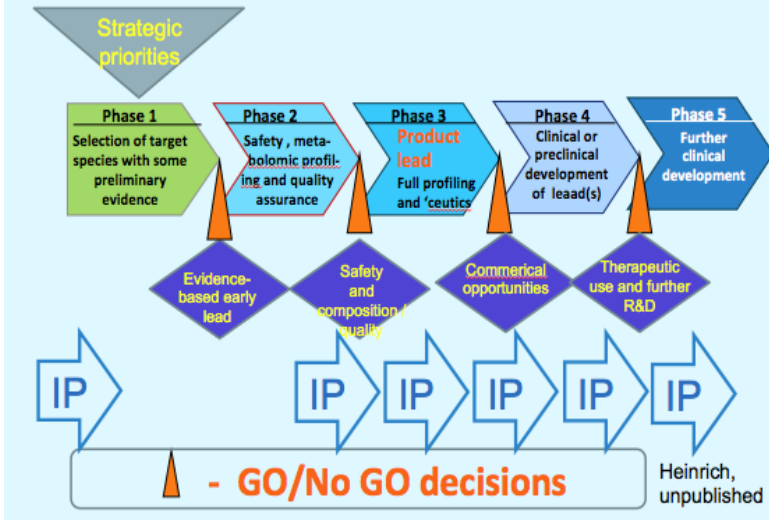 Strategic
priorities
Phase 1
Selection of target
species with some
preliminary
evidence
Phase 2
Safety , meta-
bolomic profil-
ing and quality
assurance
Phase 3
Product
lead
Full profiling
and ‘ceutics
Phase 4
Clinical or
preclinical
development
of leaad(s)
Phase 5
Further
clinical
development
Evidence-
based early
lead
Safety
and
composition /
quality
Commerical
opportunities
Therapeutic
use and further
R&D
IP
IP
IP
IP
IP
IP
- GO/No GO decisions
Heinrich,
unpublished